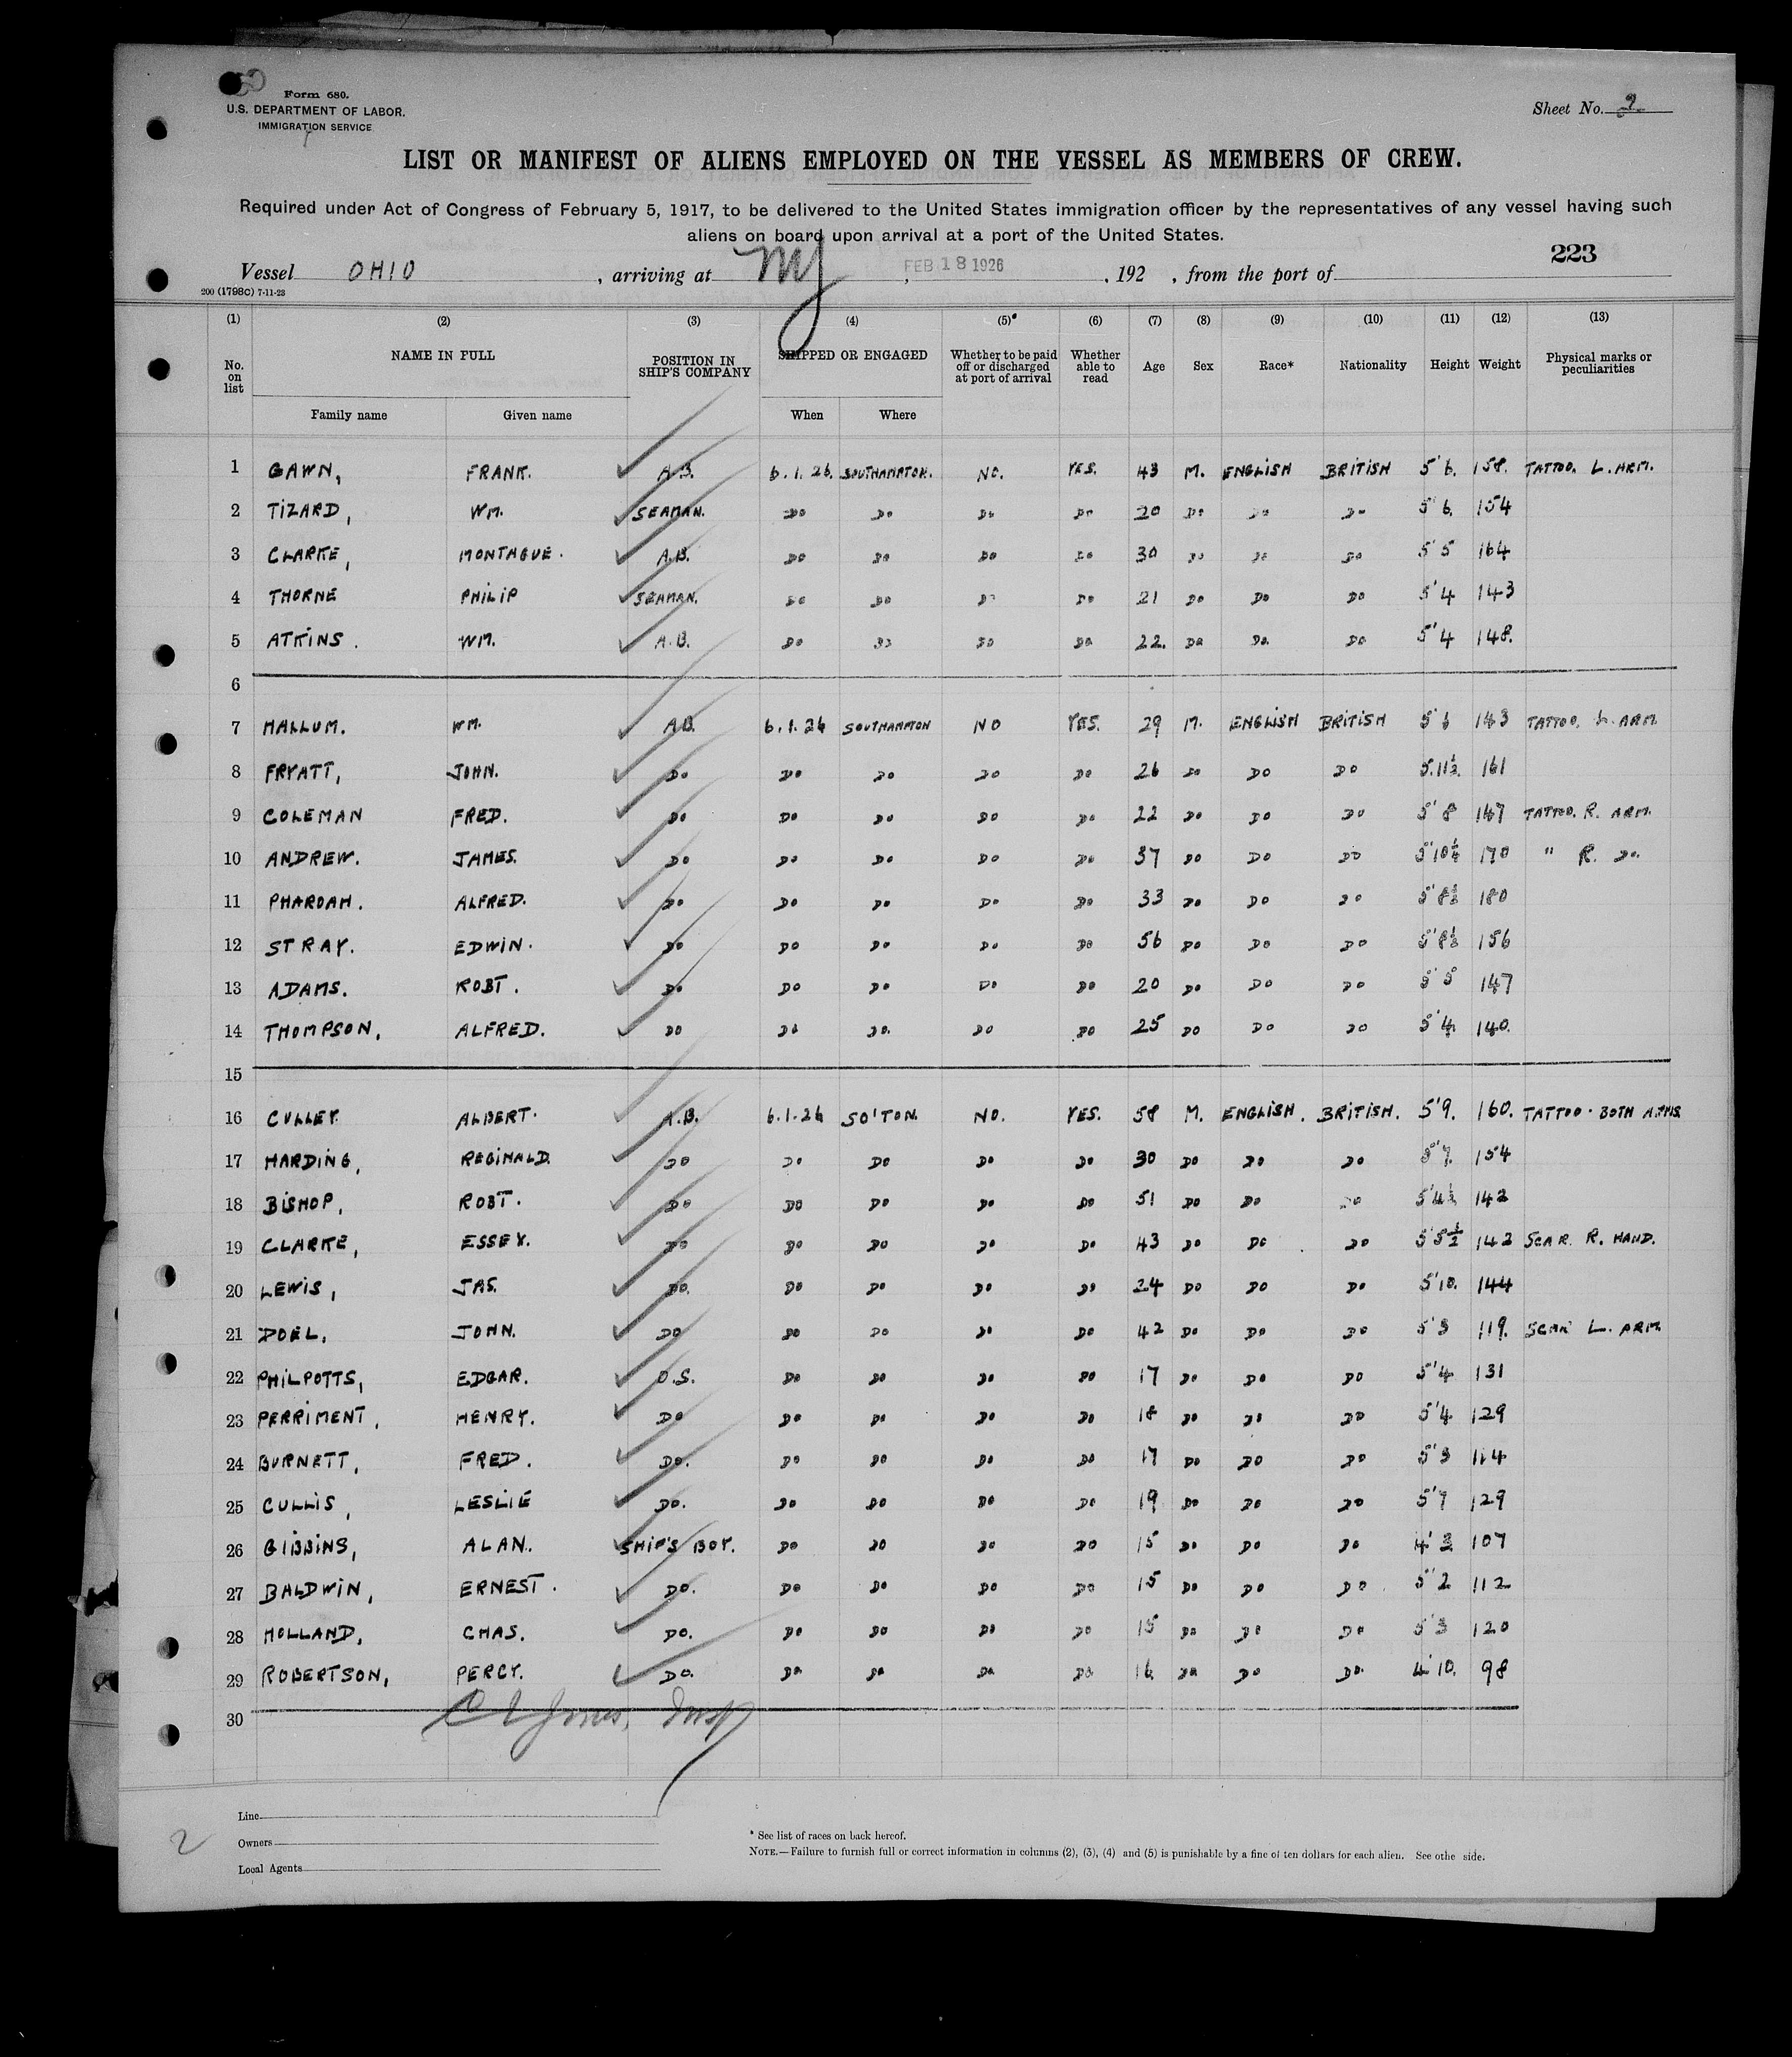 Form 680.
U.S. DEPARTMENT OF LABOR.
IMMIGRATION SERVICE
Sheet No. 2
LIST OR MANIFEST OF ALIENS EMPLOYED ON THE VESSEL AS MEMBERS OF CREW.
Required under Act of Congress of February 5, 1917, to be delivered to the United States immigration officer by the representatives of any vessel having such
aliens on board upon arrival at a port of the United States.
223
Vessel OHIO, arriving at NY, FEB 18 1926, 192 , from the port of
200 (1798c) 7-11-23
(1) (2) (3) (4) (5)* (6) (7) (8) (9) (10) (11) (12) (13)
No. on list NAME IN FULL POSITION IN SHIP'S COMPANY SHIPPED OR ENGAGED Whether to be paid off or discharged at port of arrival Whether able to read Age Sex Race* Nationality Height Weight Physical marks or peculiarities
Family name Given name When Where
1 GAWN, FRANK. A.B. 6.1.26. SOUTHAMPTON. NO. YES. 43 M. ENGLISH BRITISH 5'6. 158. TATTOO. L. ARM.
2 TIZARD, WM. SEAMAN. DO DO DO DO 20 DO DO DO 5'6. 154
3 CLARKE, MONTAGUE. A.B. DO DO DO DO 30 DO DO DO 5'5 164
4 THORNE PHILIP SEAMAN. DO DO DO DO 21 DO DO DO 5'4 143
5 ATKINS. WM. A.B. DO DO DO DO 22. DO DO. DO 5'4 148.
6
7 HALLUM. WM. A.B. 6.1.26 SOUTHAMPTON NO YES. 29 M. ENGLISH BRITISH 5'6 143 TATTOO. L. ARM.
8 FRYATT, JOHN. DO DO DO DO DO 26 DO DO DO 5.11½. 161
9 COLEMAN FRED. DO DO DO DO DO 22 DO DO DO 5'8 147 TATTOO. R. ARM.
10 ANDREW. JAMES. DO DO DO DO DO 37 DO DO DO 5'10¼ 170 " R. DO.
11 PHAROAH. ALFRED. DO DO DO DO DO 33 DO DO DO 5'8½ 180
12 STRAY. EDWIN. DO DO DO DO DO 56 DO DO DO 5'8½ 156
13 ADAMS. ROBT. DO DO DO DO DO 20 DO DO DO 5'5 147
14 THOMPSON, ALFRED. DO DO DO. DO DO 25 DO DO DO 5'4. 140.
15
16 CULLEY. ALBERT. A.B. 6.1.26 SO'TON. NO. YES. 58 M. ENGLISH. BRITISH. 5'9. 160. TATTOO. BOTH ARMS
17 HARDING, REGINALD. DO DO DO DO DO 30 DO DO DO 5'7. 154
18 BISHOP, ROBT. DO DO DO DO DO 51 DO DO DO 5'4½ 142
19 CLARKE, ESSEY. DO DO DO DO DO 43 DO DO DO 5'5½ 142 SCAR. R. HAND.
20 LEWIS, JAS. DO. DO DO DO DO 24 DO DO DO 5'10. 144
21 DOEL, JOHN. DO DO DO DO DO 42 DO DO DO 5'3 119. SCAR L. ARM.
22 PHILPOTTS, EDGAR. O.S. DO DO DO DO 17 DO DO DO 5'4 131
23 PERRIMENT, HENRY. DO DO DO DO DO 18 DO DO DO 5'4. 129
24 BURNETT, FRED. DO. DO DO DO DO 17 DO DO DO 5'3 114
25 CULLIS, LESLIE DO. DO DO DO DO 19 DO DO DO 5'7 129
26 GIBBINS, ALAN. SHIP'S BOY. DO DO DO DO 15 DO DO DO 107
27 BALDWIN, ERNEST. DO. DO DO DO DO 15 DO DO DO 5'2 112
28 HOLLAND, CHAS. DO. DO DO DO DO 15 DO DO DO 5'3 120
29 ROBERTSON, PERCY. DO. DO DO DO DO 16 DO DO DO. 4'10. 98
30
Jones, Insp
Line
2 Owners
Local Agents
* See list of races on back hereof.
NOTE.—Failure to furnish full or correct information in columns (2), (3), (4) and (5) is punishable by a fine of ten dollars for each alien. See othe side.